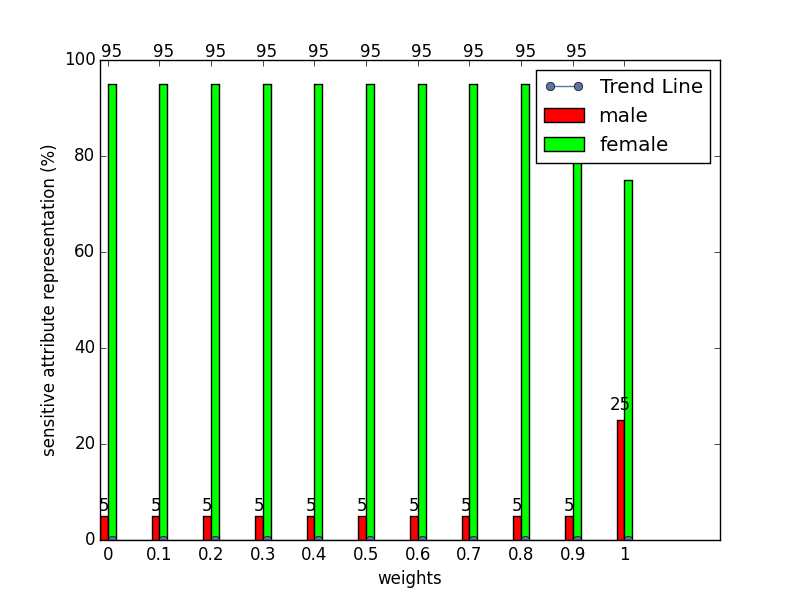 95 95 95 95 95 95 95 95 95 95
100
Trend Line
male
female
80
60
40
25
20
5 5 5 5 5 5 5 5 5 5
0
0 0.1 0.2 0.3 0.4 0.5 0.6 0.7 0.8 0.9 1
weights
sensitive attribute representation (%)